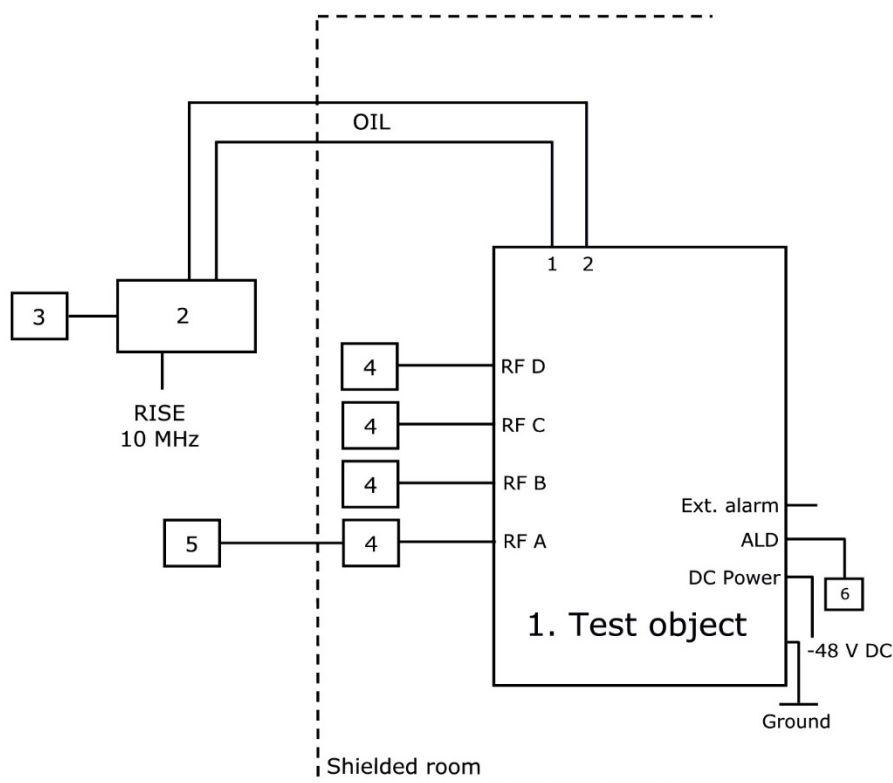 OIL
1 2
3
2
RISE
10 MHz
4
RF D
4
RF C
4
RF B
5
4
RF A
Ext. alarm
ALD
DC Power
6
1. Test object
-48 V DC
Ground
Shielded room